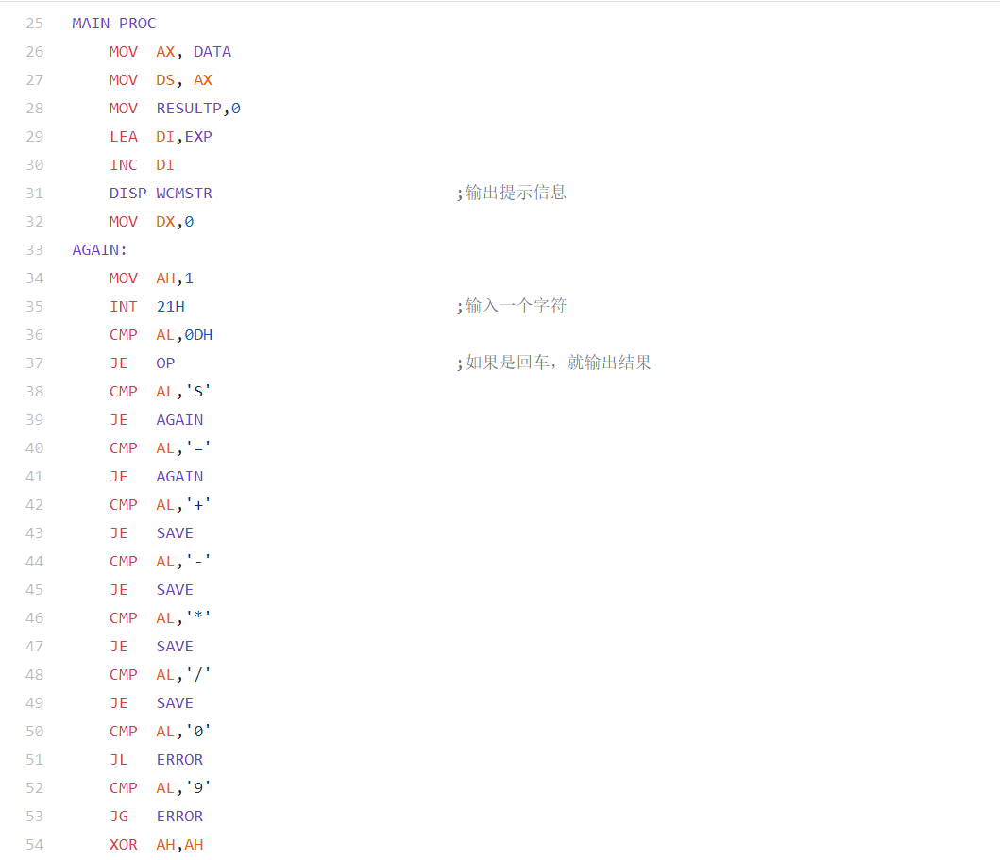 25 MAIN PROC
26 MOV AX, DATA
27 MOV DS, AX
28 MOV RESULTP,0
29 LEA DI,EXP
30 INC DI
31 DISP WCMSTR ;输出提示信息
32 MOV DX,0
33 AGAIN:
34 MOV AH,1
35 INT 21H ;输入一个字符
36 CMP AL,0DH
37 JE OP ;如果是回车，就输出结果
38 CMP AL,'S'
39 JE AGAIN
40 CMP AL,'='
41 JE AGAIN
42 CMP AL,'+'
43 JE SAVE
44 CMP AL,'-'
45 JE SAVE
46 CMP AL,'*'
47 JE SAVE
48 CMP AL,'/'
49 JE SAVE
50 CMP AL,'0'
51 JL ERROR
52 CMP AL,'9'
53 JG ERROR
54 XOR AH,AH